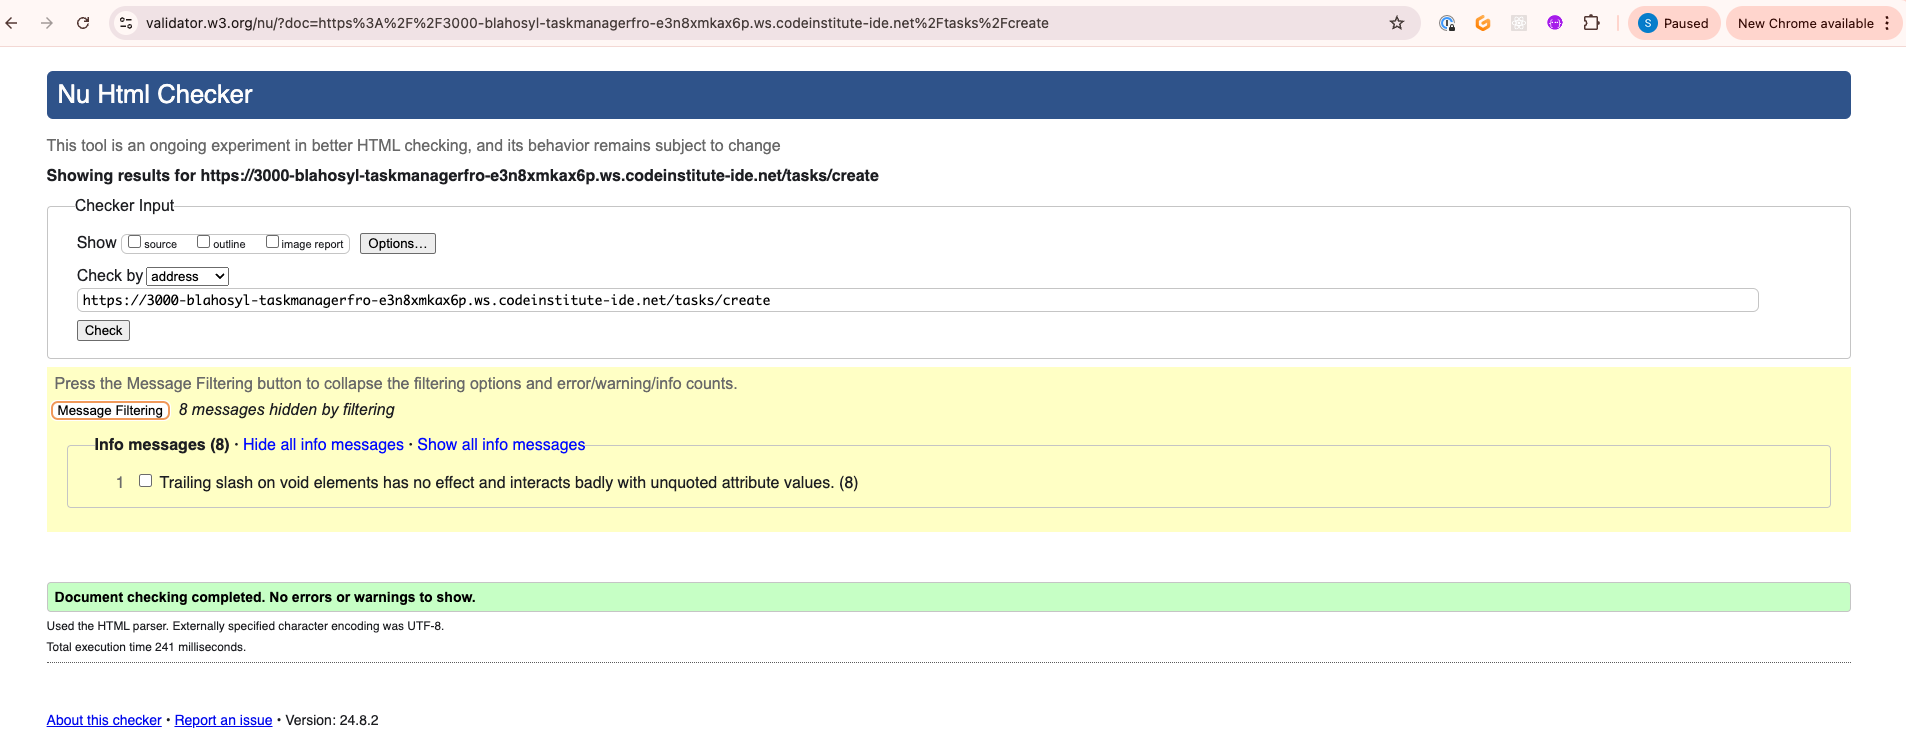 validator.w3.org/nu/?doc=https%3A%2F%2F3000-blahosyl-taskmanagerfro-e3n8xmkax6p.ws.codeinstitute-ide.net%2Ftasks%2Fcreate
S Paused New Chrome available
Nu Html Checker
This tool is an ongoing experiment in better HTML checking, and its behavior remains subject to change
Showing results for https://3000-blahosyl-taskmanagerfro-e3n8xmkax6p.ws.codeinstitute-ide.net/tasks/create
Checker Input
Show source outline image report Options...
Check by address
https://3000-blahosyl-taskmanagerfro-e3n8xmkax6p.ws.codeinstitute-ide.net/tasks/create
Check
Press the Message Filtering button to collapse the filtering options and error/warning/info counts.
Message Filtering 8 messages hidden by filtering
Info messages (8) · Hide all info messages · Show all info messages
1 Trailing slash on void elements has no effect and interacts badly with unquoted attribute values. (8)
Document checking completed. No errors or warnings to show.
Used the HTML parser. Externally specified character encoding was UTF-8.
Total execution time 241 milliseconds.
About this checker • Report an issue • Version: 24.8.2